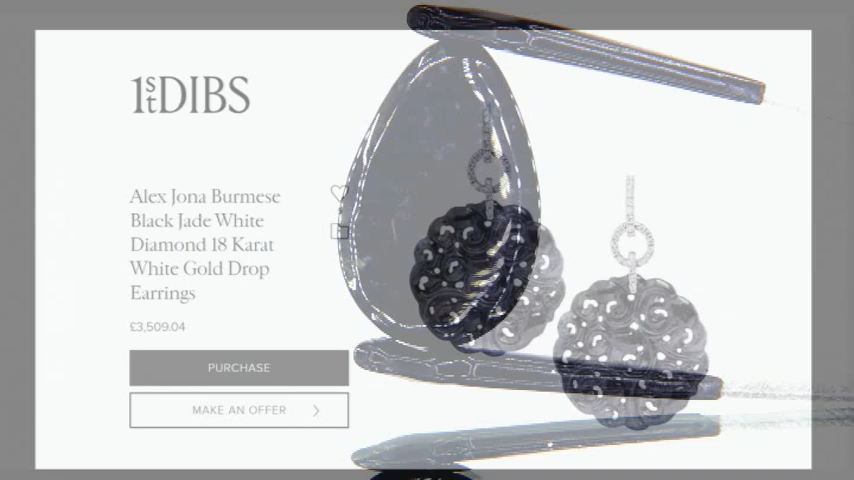 1stDIBS
Alex Jona Burmese
Black Jade White
Diamond 18 Karat
White Gold Drop
Earrings
£3,509.04
PURCHASE
MAKE AN OFFER